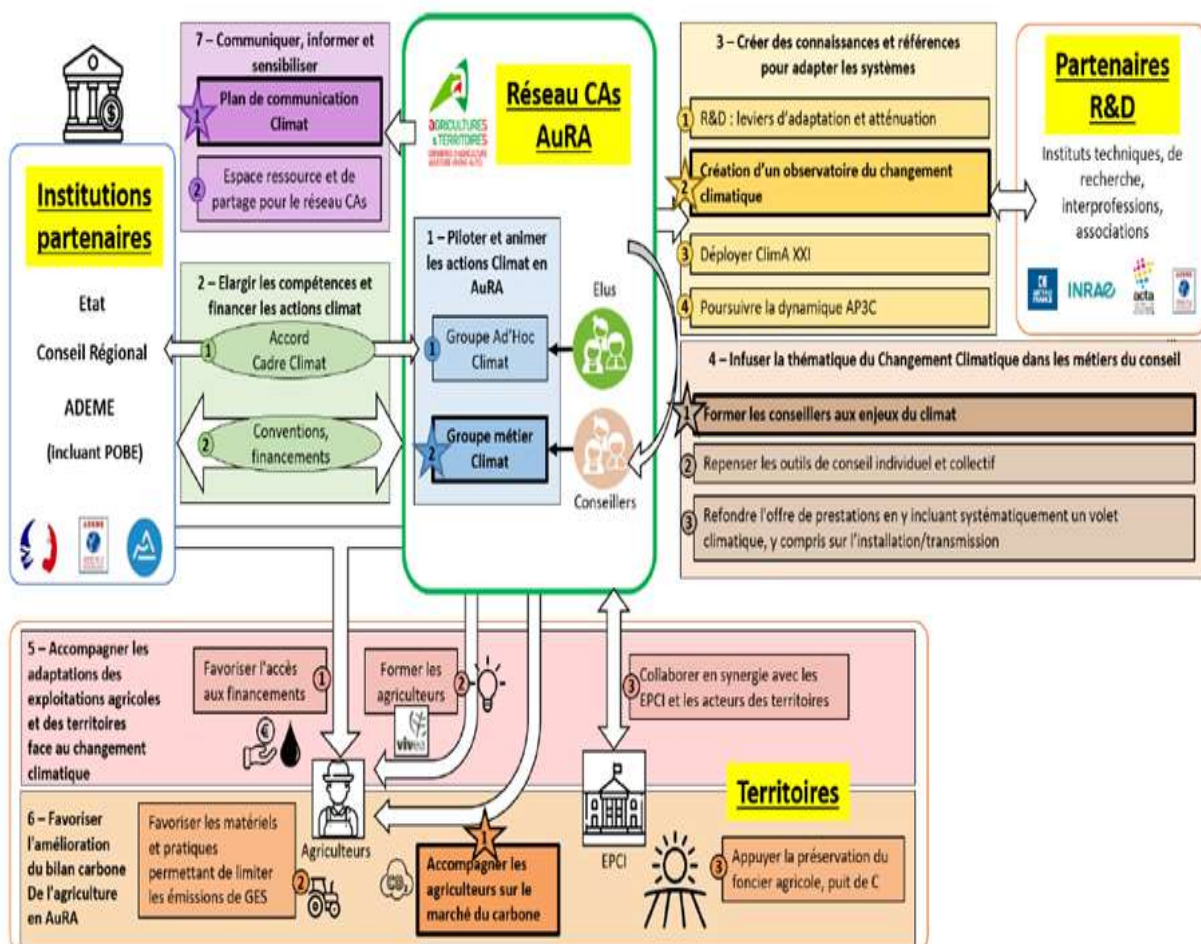 7 – Communiquer, informer et
sensibiliser
1
Plan de communication
Climat
2
Espace ressource et de
partage pour le réseau CAs
Institutions
partenaires
Etat
Conseil Régional
ADEME
(incluant POBE)
2 – Elargir les compétences et
financer les actions climat
1
Accord
Cadre Climat
2
Conventions,
financements
AGRICULTURES
& TERRITOIRES
Réseau CAs
AuRA
1 – Piloter et animer
les actions Climat en
AuRA
1
Groupe Ad'Hoc
Climat
2
Groupe métier
Climat
Elus
Conseillers
3 – Créer des connaissances et références
pour adapter les systèmes
1
R&D : leviers d'adaptation et atténuation
2
Création d'un observatoire du changement
climatique
3
Déployer ClimA XXI
4
Poursuivre la dynamique AP3C
Partenaires
R&D
Instituts techniques, de
recherche,
interprofessions,
associations
INRAE
acta
...
4 – Infuser la thématique du Changement Climatique dans les métiers du conseil
1
Former les conseillers aux enjeux du climat
2
Repenser les outils de conseil individuel et collectif
3
Refondre l'offre de prestations en y incluant systématiquement un volet
climatique, y compris sur l'installation/transmission
5 – Accompagner les
adaptations des
exploitations agricoles
et des territoires
face au changement
climatique
Favoriser l'accès
aux financements
1
€
Former les
agriculteurs
2
vivea
3
Collaborer en synergie avec les
EPCI et les acteurs des territoires
Agriculteurs
EPCI
Territoires
6 – Favoriser
l'amélioration
du bilan carbone
De l'agriculture
en AuRA
Favoriser les matériels
et pratiques
permettant de limiter
les émissions de GES
2
CO2
1
Accompagner les
agriculteurs sur le
marché du carbone
3
Appuyer la préservation du
foncier agricole, puit de C